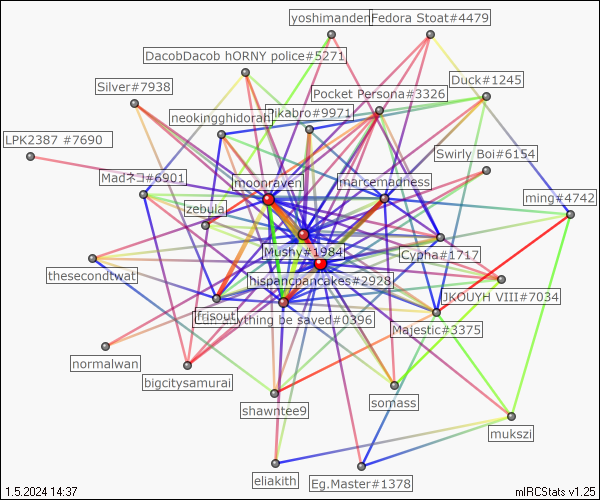 yoshimanden
Fedora Stoat#4479
DacobDacob hORNY police#5271
Duck#1245
Silver#7938
Pocket Persona#3326
neokingghidorah
Pikabro#9971
LPK2387 #7690
Swirly Boi#6154
Madネコ#6901
moonraven
marcemadness
ming#4742
zebula
Mushy#1984
Cypha#1717
thesecondtwat
hispancpancakes#2928
JKOUYH VIII#7034
frisout
anything be saved#0396
Majestic#3375
normalwan
bigcitysamurai
somass
shawntee9
mukszi
eliakith
Eg.Master#1378
1.5.2024 14:37
mIRCStats v1.25